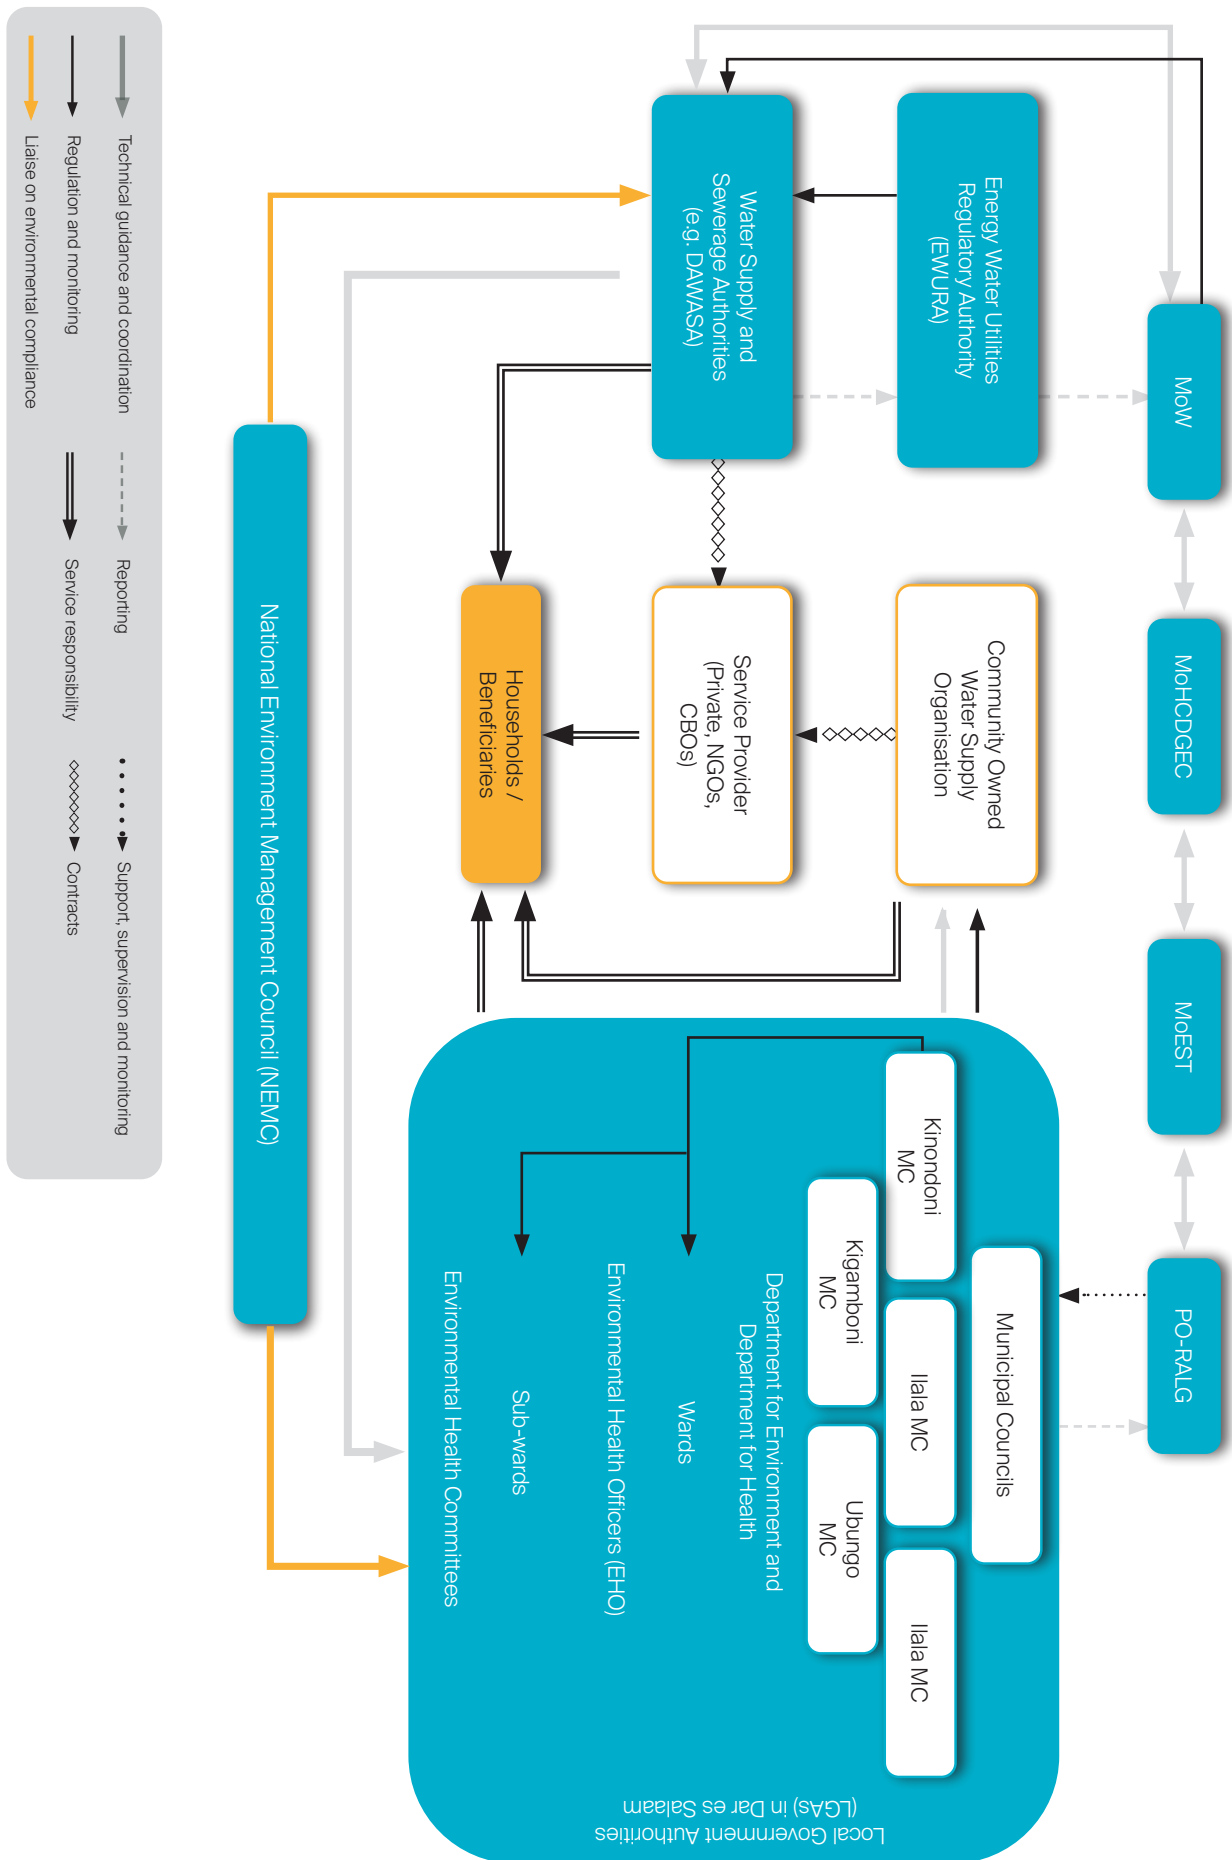 MoW
MoHCDGEC
MoEST
PO-RALG
Energy Water Utilities
Regulatory Authority
(EWURA)
Community Owned
Water Supply
Organisation
Municipal Councils
Kinondoni
MC
Ilala MC
Ilala MC
Kigamboni
MC
Ubungo
MC
Water Supply and
Sewerage Authorities
(e.g. DAWASA)
Service Provider
(Private, NGOs,
CBOs)
Department for Environment and
Department for Health
Wards
Environmental Health Officers (EHO)
Sub-wards
Environmental Health Committees
Local Government Authorities
(LGAs) in Dar es Salaam
Households /
Beneficiaries
National Environment Management Council (NEMC)
Technical guidance and coordination
Reporting
Support, supervision and monitoring
Regulation and monitoring
Service responsibility
Contracts
Liaise on environmental compliance